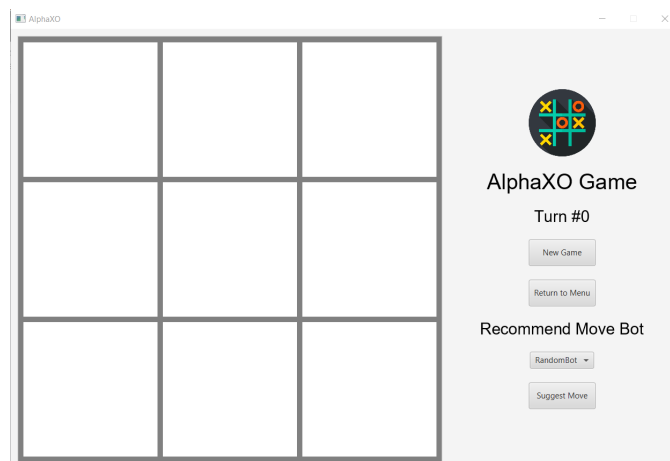 AlphaXO
AlphaXO Game
Turn #0
New Game
Return to Menu
Recommend Move Bot
RandomBot
Suggest Move